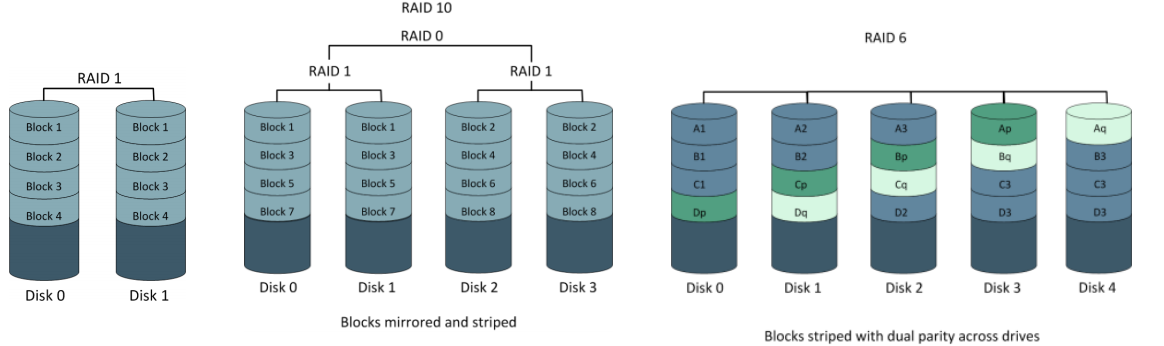 RAID 1
Block 1 Block 1
Block 2 Block 2
Block 3 Block 3
Block 4 Block 4
Disk 0 Disk 1
RAID 10
RAID 0
RAID 1 RAID 1
Block 1 Block 1 Block 2 Block 2
Block 3 Block 3 Block 4 Block 4
Block 5 Block 5 Block 6 Block 6
Block 7 Block 7 Block 8 Block 8
Disk 0 Disk 1 Disk 2 Disk 3
Blocks mirrored and striped
RAID 6
A1 A2 A3 Ap Aq
B1 B2 Bp Bq B3
C1 Cp Cq C3 C3
Dp Dq D2 D3 D3
Disk 0 Disk 1 Disk 2 Disk 3 Disk 4
Blocks striped with dual parity across drives